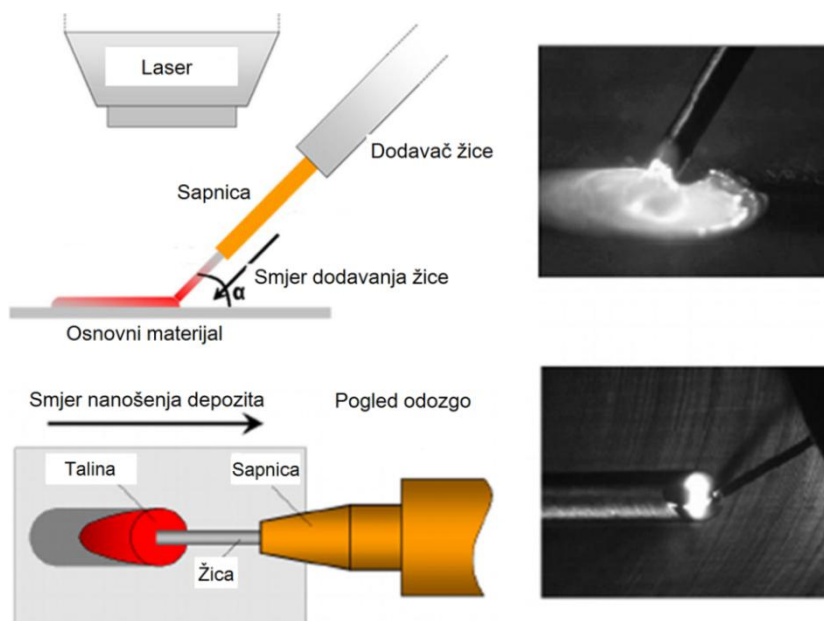 Laser
Dodavač žice
Sapnica
Smjer dodavanja žice
α
Osnovni materijal
Smjer nanošenja depozita
Pogled odozgo
Talina
Sapnica
Žica